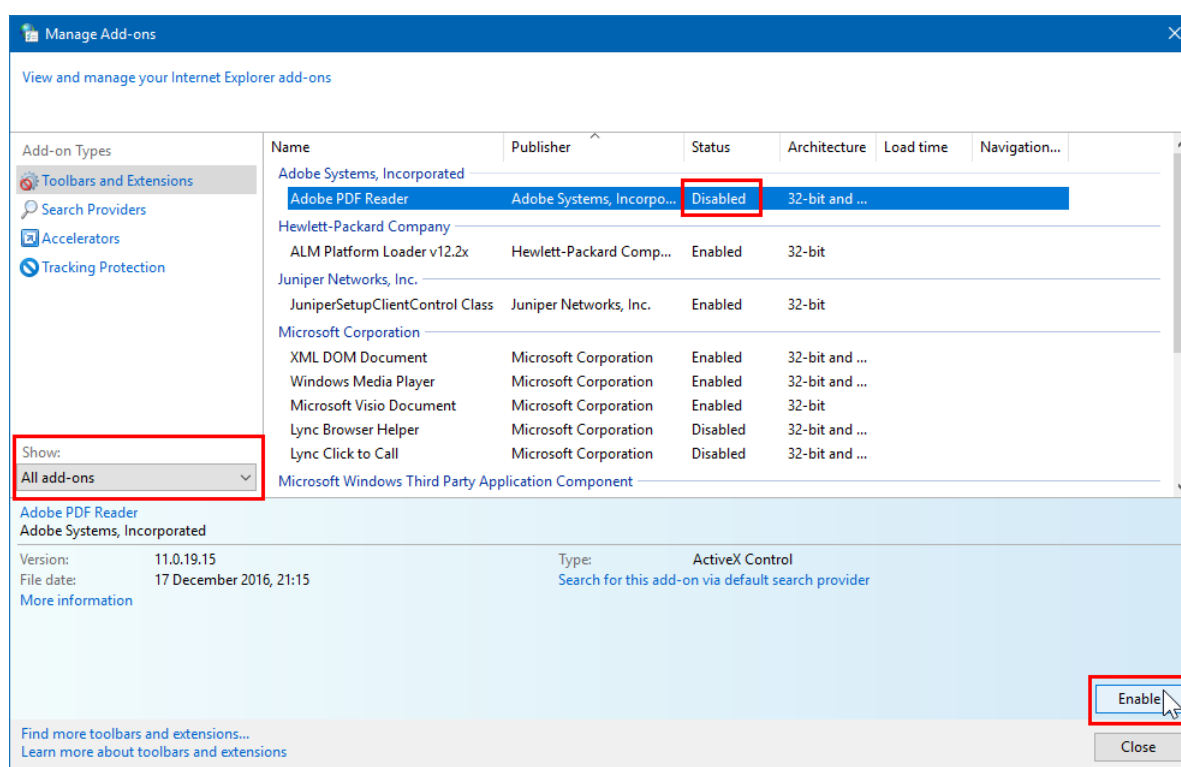 Manage Add-ons
View and manage your Internet Explorer add-ons
Add-on Types
Toolbars and Extensions
Search Providers
Accelerators
Tracking Protection
Show:
All add-ons
Name Publisher Status Architecture Load time Navigation...
Adobe Systems, Incorporated
Adobe PDF Reader Adobe Systems, Incorpo... Disabled 32-bit and ...
Hewlett-Packard Company
ALM Platform Loader v12.2x Hewlett-Packard Comp... Enabled 32-bit
Juniper Networks, Inc.
JuniperSetupClientControl Class Juniper Networks, Inc. Enabled 32-bit
Microsoft Corporation
XML DOM Document Microsoft Corporation Enabled 32-bit and ...
Windows Media Player Microsoft Corporation Enabled 32-bit and ...
Microsoft Visio Document Microsoft Corporation Enabled 32-bit
Lync Browser Helper Microsoft Corporation Disabled 32-bit and ...
Lync Click to Call Microsoft Corporation Disabled 32-bit and ...
Microsoft Windows Third Party Application Component
Adobe PDF Reader
Adobe Systems, Incorporated
Version: 11.0.19.15 Type: ActiveX Control
File date: 17 December 2016, 21:15 Search for this add-on via default search provider
More information
Enable
Find more toolbars and extensions...
Learn more about toolbars and extensions
Close